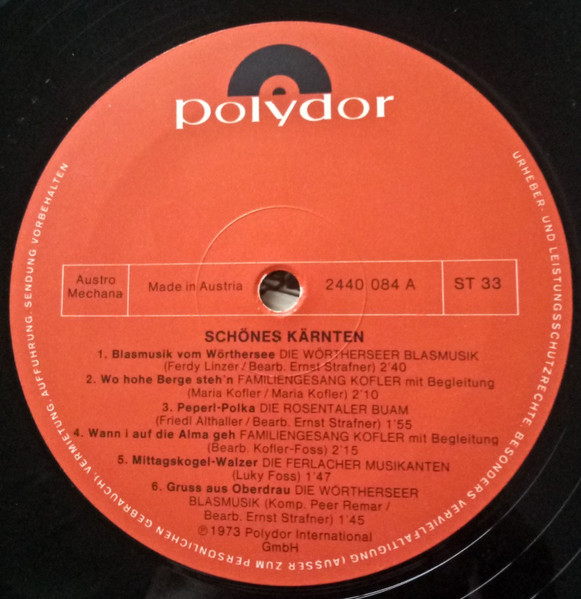 polydor
Austro
Mechana
Made in Austria
2440 084 A
ST 33
SCHÖNES KÄRNTEN
1. Blasmusik vom Wörthersee DIE WÖRTHERSEER BLASMUSIK
(Ferdy Linzer / Bearb. Ernst Strafner) 2'40
2. Wo hohe Berge steh'n FAMILIENGESANG KOFLER mit Begleitung
(Maria Kofler / Maria Kofler) 2'10
3. Peperl-Polka DIE ROSENTALER BUAM
(Friedl Althaller / Bearb. Ernst Strafner) 1'55
4. Wann i auf die Alma geh FAMILIENGESANG KOFLER mit Begleitung
(Bearb. Kofler-Foss) 2'15
5. Mittagskogel-Walzer DIE FERLACHER MUSIKANTEN
(Luky Foss) 1'47
6. Gruss aus Oberdrau DIE WÖRTHERSEER
BLASMUSIK (Komp. Peer Remar /
Bearb. Ernst Strafner) 1'45
℗ 1973 Polydor International
GmbH
URHEBER- UND LEISTUNGSSCHUTZRECHTE, BESONDERS VERVIELFÄLTIGUNG (AUSSER ZUM PERSÖNLICHEN GEBRAUCH), VERMIETUNG, AUFFÜHRUNG, SENDUNG VORBEHALTEN